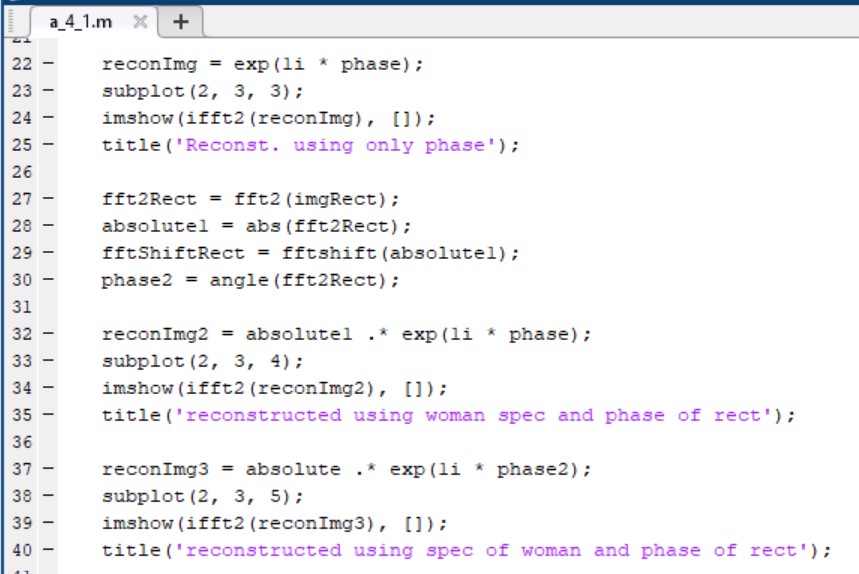 a_4_1.m
21
22 reconImg = exp(1i * phase);
23 subplot(2, 3, 3);
24 imshow(ifft2(reconImg), []);
25 title('Reconst. using only phase');
26
27 fft2Rect = fft2(imgRect);
28 absolute1 = abs(fft2Rect);
29 fftShiftRect = fftshift(absolute1);
30 phase2 = angle(fft2Rect);
31
32 reconImg2 = absolute1 .* exp(1i * phase);
33 subplot(2, 3, 4);
34 imshow(ifft2(reconImg2), []);
35 title('reconstructed using woman spec and phase of rect');
36
37 reconImg3 = absolute .* exp(1i * phase2);
38 subplot(2, 3, 5);
39 imshow(ifft2(reconImg3), []);
40 title('reconstructed using spec of woman and phase of rect');